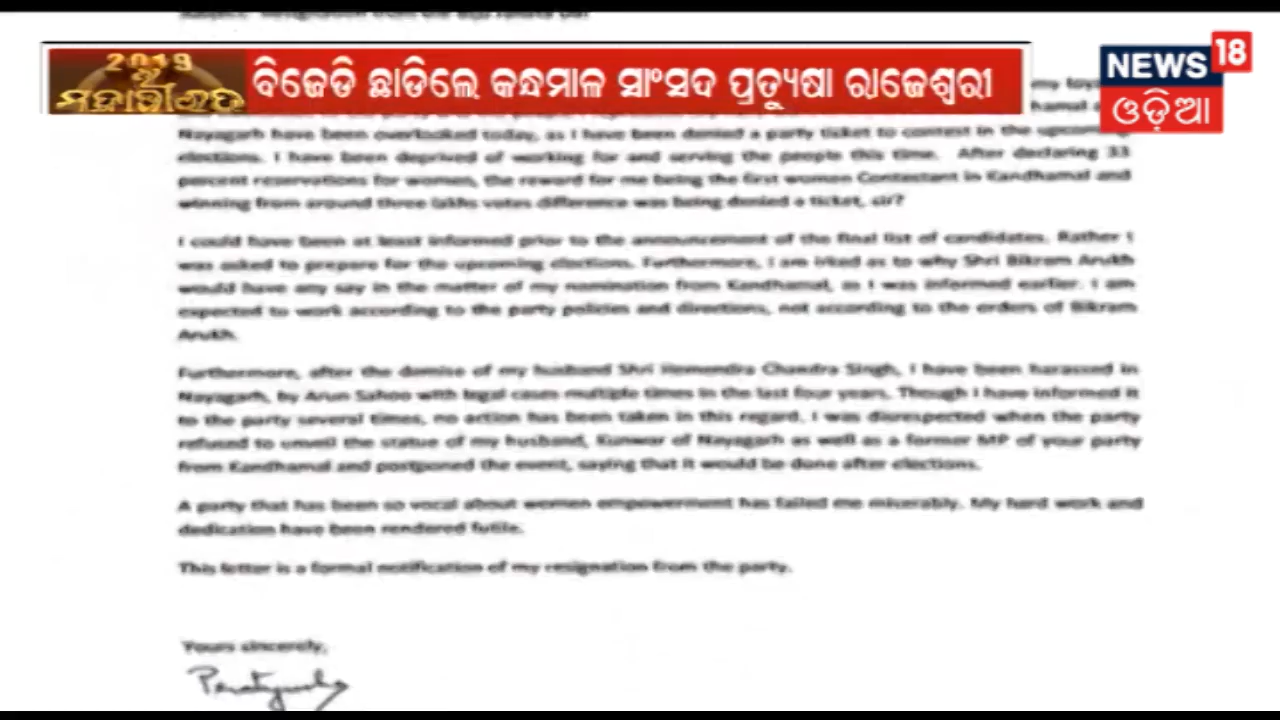 Subject: Resignation from the Biju Janata Dal
2019
ମହାଭାରତ
ବିଜେଡି ଛାଡିଲେ କନ୍ଧମାଳ ସାଂସଦ ପ୍ରତ୍ୟୁଷା ରାଜେଶ୍ୱରୀ
NEWS 18
ଓଡ଼ିଆ
my
Nayagarh have been overlooked today, as I have been denied a party ticket to contest in the upcoming
elections. I have been deprived of working for and serving the people this time. After declaring 33
percent reservations for women, the reward for me being the first women Contestant in Kandhamal and
winning from around three lakhs votes difference was being denied a ticket, sir?
I could have been at least informed prior to the announcement of the final list of candidates. Rather I
was asked to prepare for the upcoming elections. Furthermore, I am irked as to why Shri Bikram Arukh
would have any say in the matter of my nomination from Kandhamal, as I was informed earlier. I am
expected to work according to the party policies and directions, not according to the orders of Bikram
Arukh.
Furthermore, after the demise of my husband Shri Hemendra Chandra Singh, I have been harassed in
Nayagarh, by Arun Sahoo with legal cases multiple times in the last four years. Though I have informed it
to the party several times, no action has been taken in this regard. I was disrespected when the party
refused to unveil the statue of my husband, Kunwar of Nayagarh as well as a former MP of your party
from Kandhamal and postponed the event, saying that it would be done after elections.
A party that has been so vocal about women empowerment has failed me miserably. My hard work and
dedication have been rendered futile.
This letter is a formal notification of my resignation from the party.
Yours sincerely,